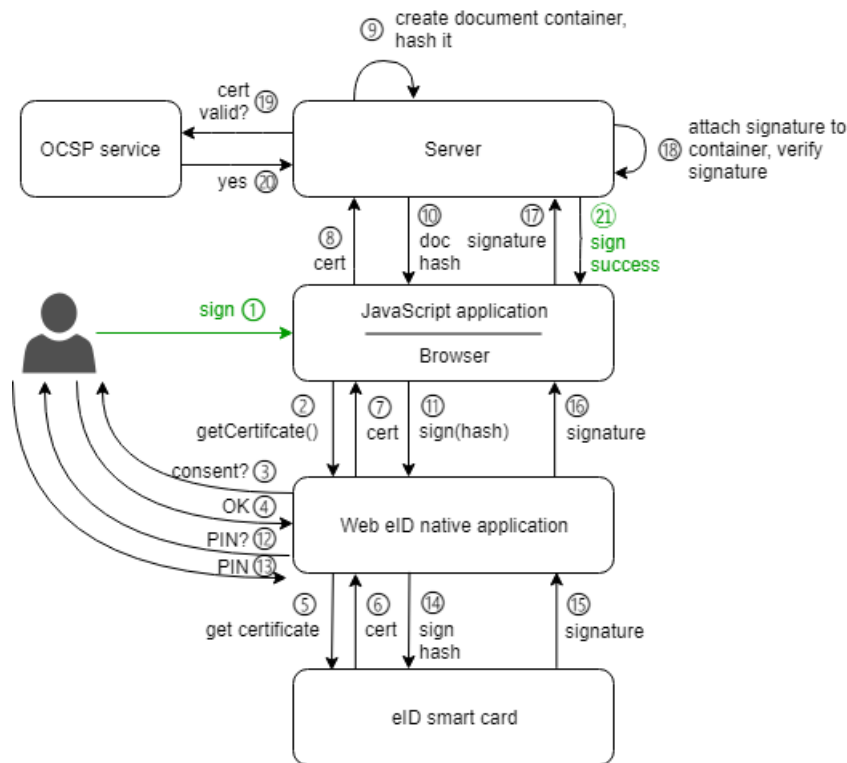 ⑨ create document container,
hash it
cert
valid? ⑲
OCSP service
Server
⑱ attach signature to
container, verify
signature
yes ⑳
⑧
cert
⑩
doc
hash
⑰
signature
㉑
sign
success
sign ①
JavaScript application
Browser
②
getCertifcate()
⑦
cert
⑪
sign(hash)
⑯
signature
consent? ③
OK ④
PIN? ⑫
PIN ⑬
Web eID native application
⑤
get certificate
⑥
cert
⑭
sign
hash
⑮
signature
eID smart card